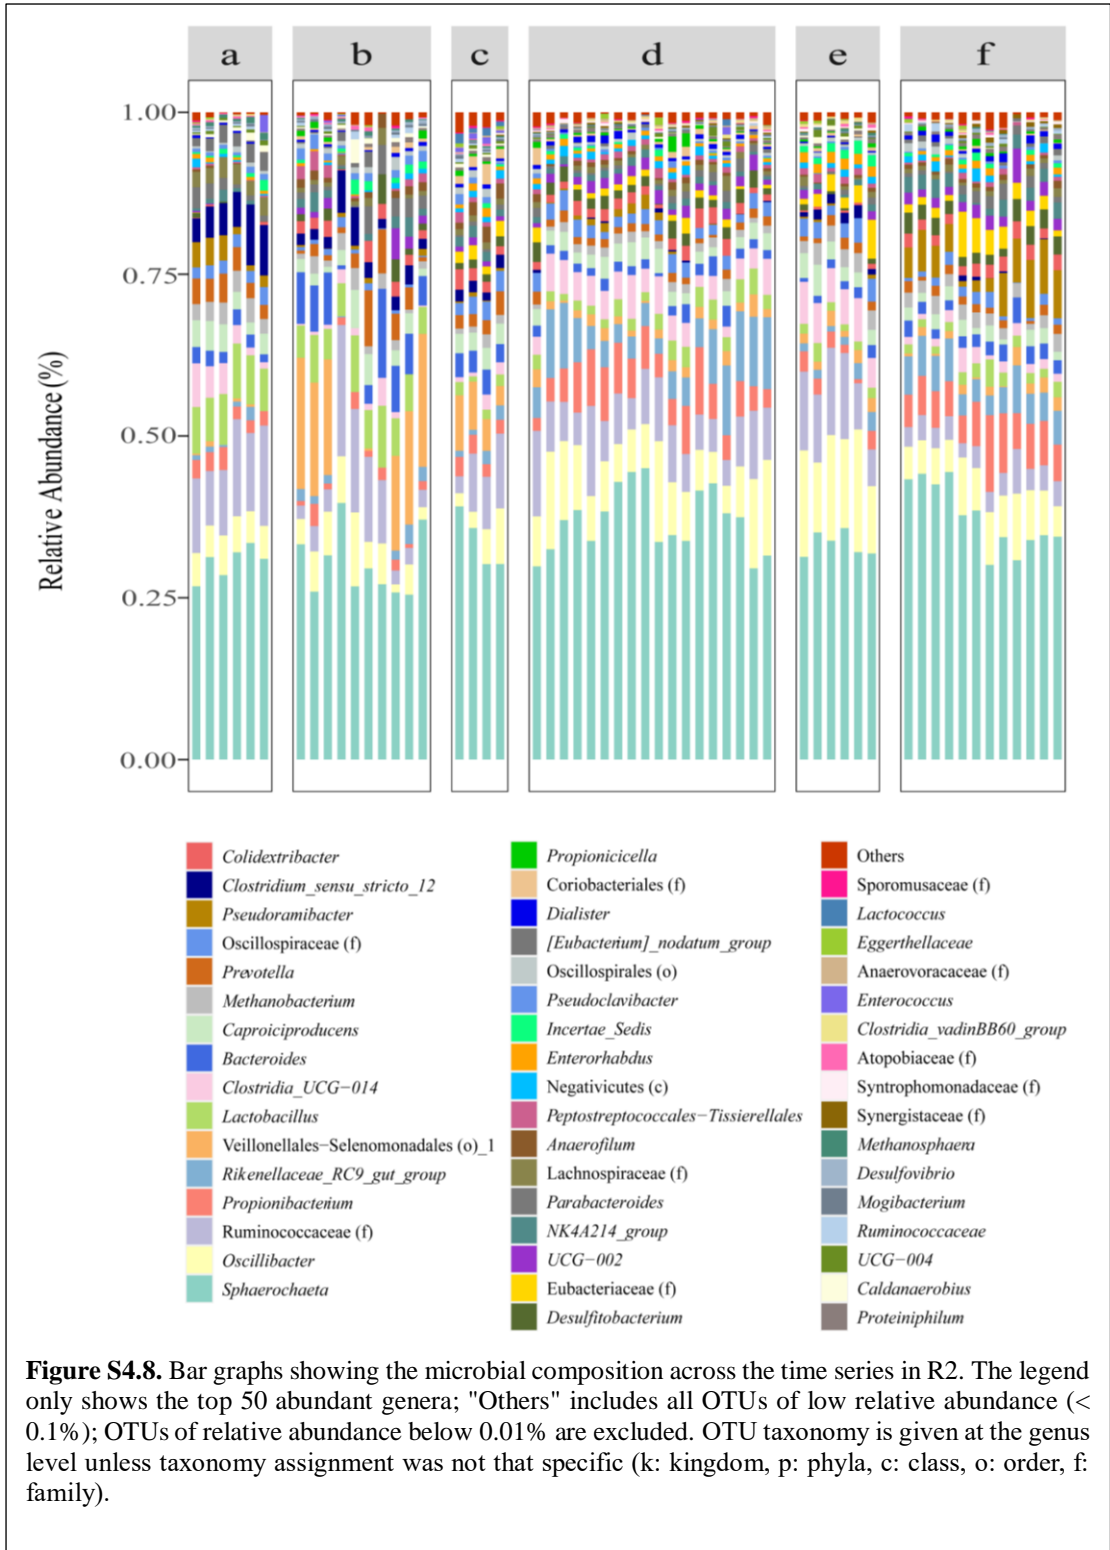 a b c d e f
1.00
0.75
0.50
0.25
0.00
Relative Abundance (%)
Colidextribacter
Clostridium_sensu_stricto_12
Pseudoramibacter
Oscillospiraceae (f)
Prevotella
Methanobacterium
Caproiciproducens
Bacteroides
Clostridia_UCG−014
Lactobacillus
Veillonellales−Selenomonadales (o)_1
Rikenellaceae_RC9_gut_group
Propionibacterium
Ruminococcaceae (f)
Oscillibacter
Sphaerochaeta
Propionicicella
Coriobacteriales (f)
Dialister
[Eubacterium]_nodatum_group
Oscillospirales (o)
Pseudoclavibacter
Incertae_Sedis
Enterorhabdus
Negativicutes (c)
Peptostreptococcales−Tissierellales
Anaerofilum
Lachnospiraceae (f)
Parabacteroides
NK4A214_group
UCG−002
Eubacteriaceae (f)
Desulfitobacterium
Others
Sporomusaceae (f)
Lactococcus
Eggerthellaceae
Anaerovoracaceae (f)
Enterococcus
Clostridia_vadinBB60_group
Atopobiaceae (f)
Syntrophomonadaceae (f)
Synergistaceae (f)
Methanosphaera
Desulfovibrio
Mogibacterium
Ruminococcaceae
UCG−004
Caldanaerobius
Proteiniphilum
Figure S4.8. Bar graphs showing the microbial composition across the time series in R2. The legend
only shows the top 50 abundant genera; "Others" includes all OTUs of low relative abundance (<
0.1%); OTUs of relative abundance below 0.01% are excluded. OTU taxonomy is given at the genus
level unless taxonomy assignment was not that specific (k: kingdom, p: phyla, c: class, o: order, f:
family).